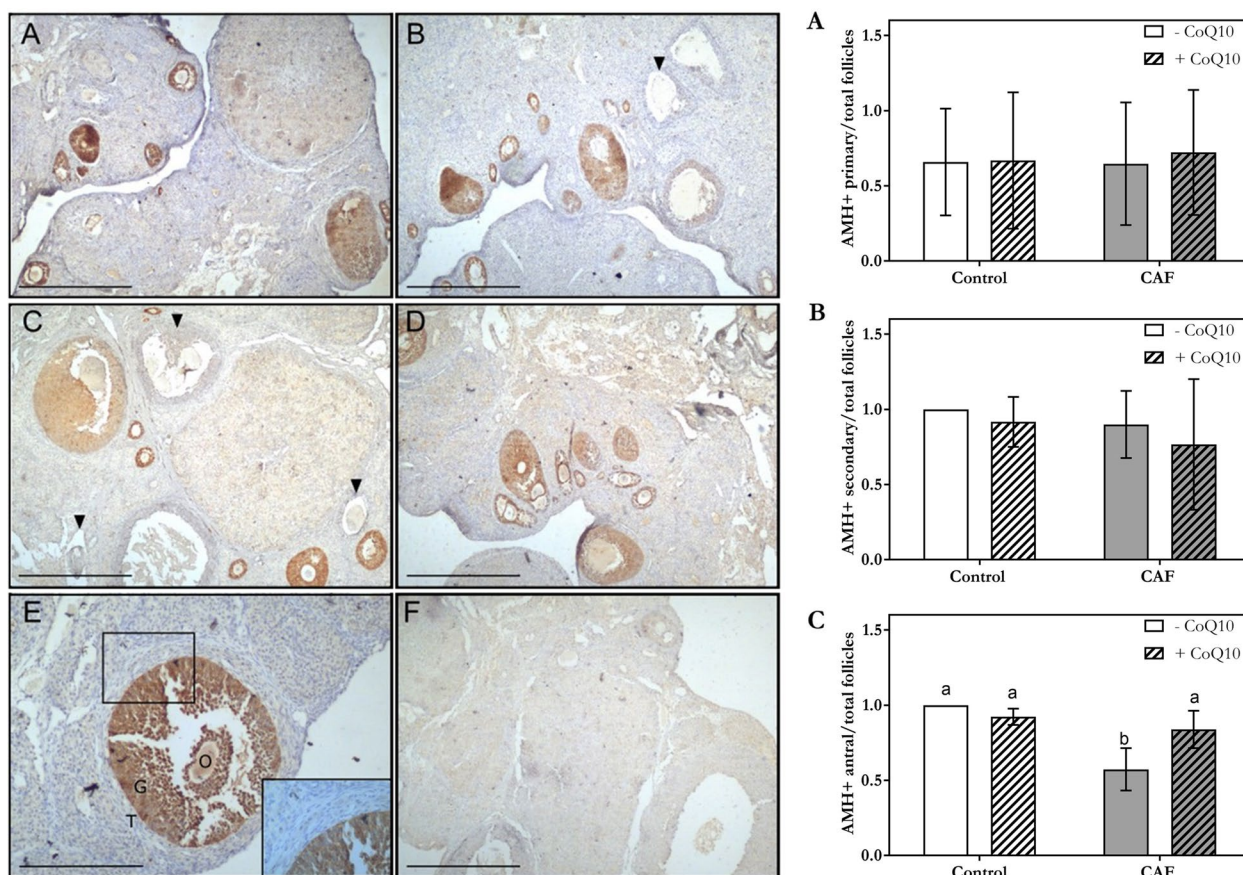 A
B
C
D
E
O
G
T
F
A
AMH+ primary/total follicles
1.5
1.0
0.5
0.0
- CoQ10
+ CoQ10
Control
CAF
B
AMH+ secondary/total follicles
1.5
1.0
0.5
0.0
- CoQ10
+ CoQ10
Control
CAF
C
AMH+ antral/total follicles
1.5
1.0
0.5
0.0
- CoQ10
+ CoQ10
a
a
b
a
Control
CAF